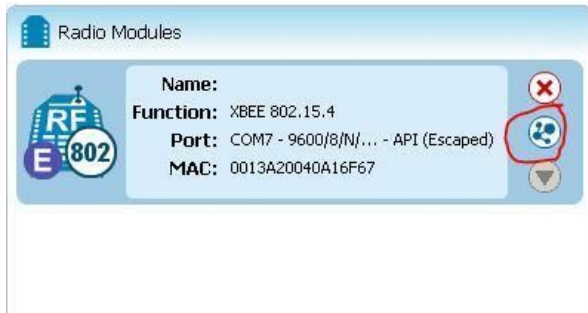 Radio Modules
Name:
Function: XBEE 802.15.4
Port: COM7 - 9600/8/N/... - API (Escaped)
MAC: 0013A20040A16F67
RF
E 802